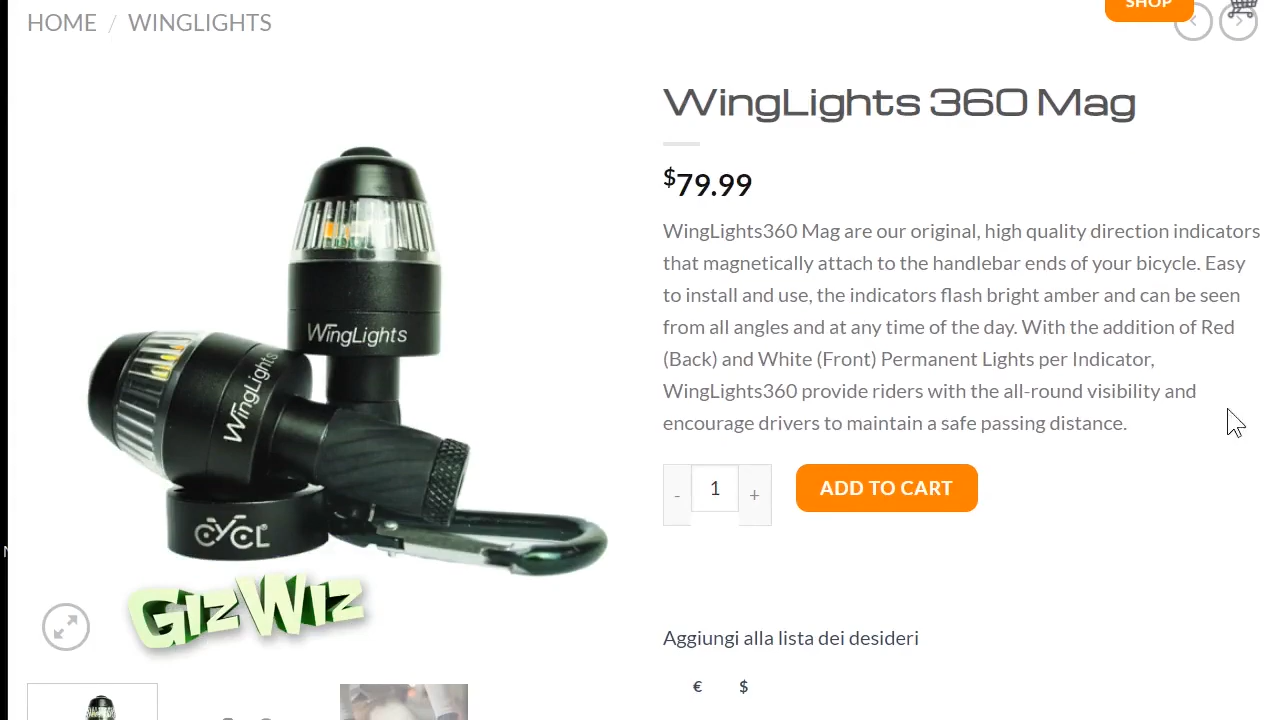 HOME / WINGLIGHTS
SHOP
WingLights 360 Mag
$79.99
WingLights360 Mag are our original, high quality direction indicators
that magnetically attach to the handlebar ends of your bicycle. Easy
to install and use, the indicators flash bright amber and can be seen
from all angles and at any time of the day. With the addition of Red
(Back) and White (Front) Permanent Lights per Indicator,
WingLights360 provide riders with the all-round visibility and
encourage drivers to maintain a safe passing distance.
- 1 +
ADD TO CART
WingLights
WingLights
CYCL®
GizWiz
Aggiungi alla lista dei desideri
€ $